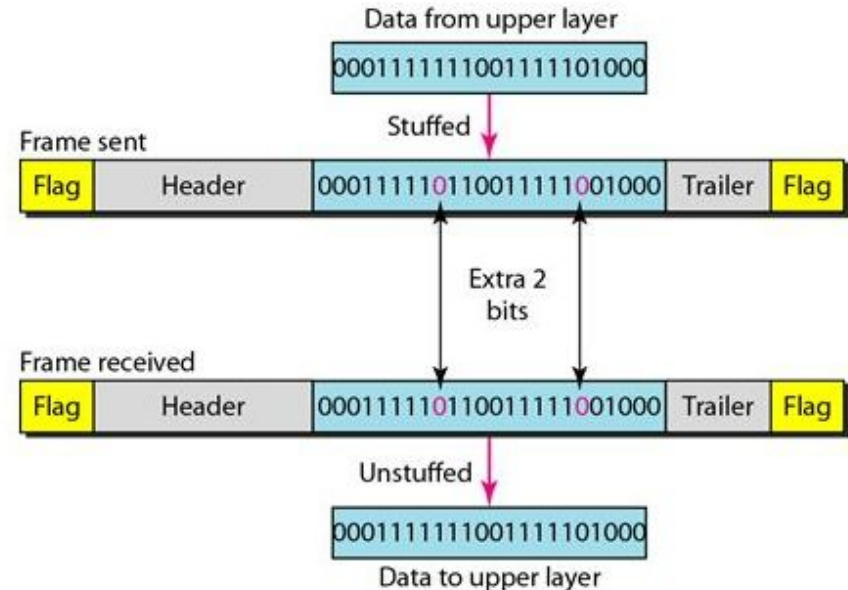 Data from upper layer
0001111111001111101000
Stuffed
Frame sent
Flag Header 000111110110011111001000 Trailer Flag
Extra 2
bits
Frame received
Flag Header 000111110110011111001000 Trailer Flag
Unstuffed
0001111111001111101000
Data to upper layer